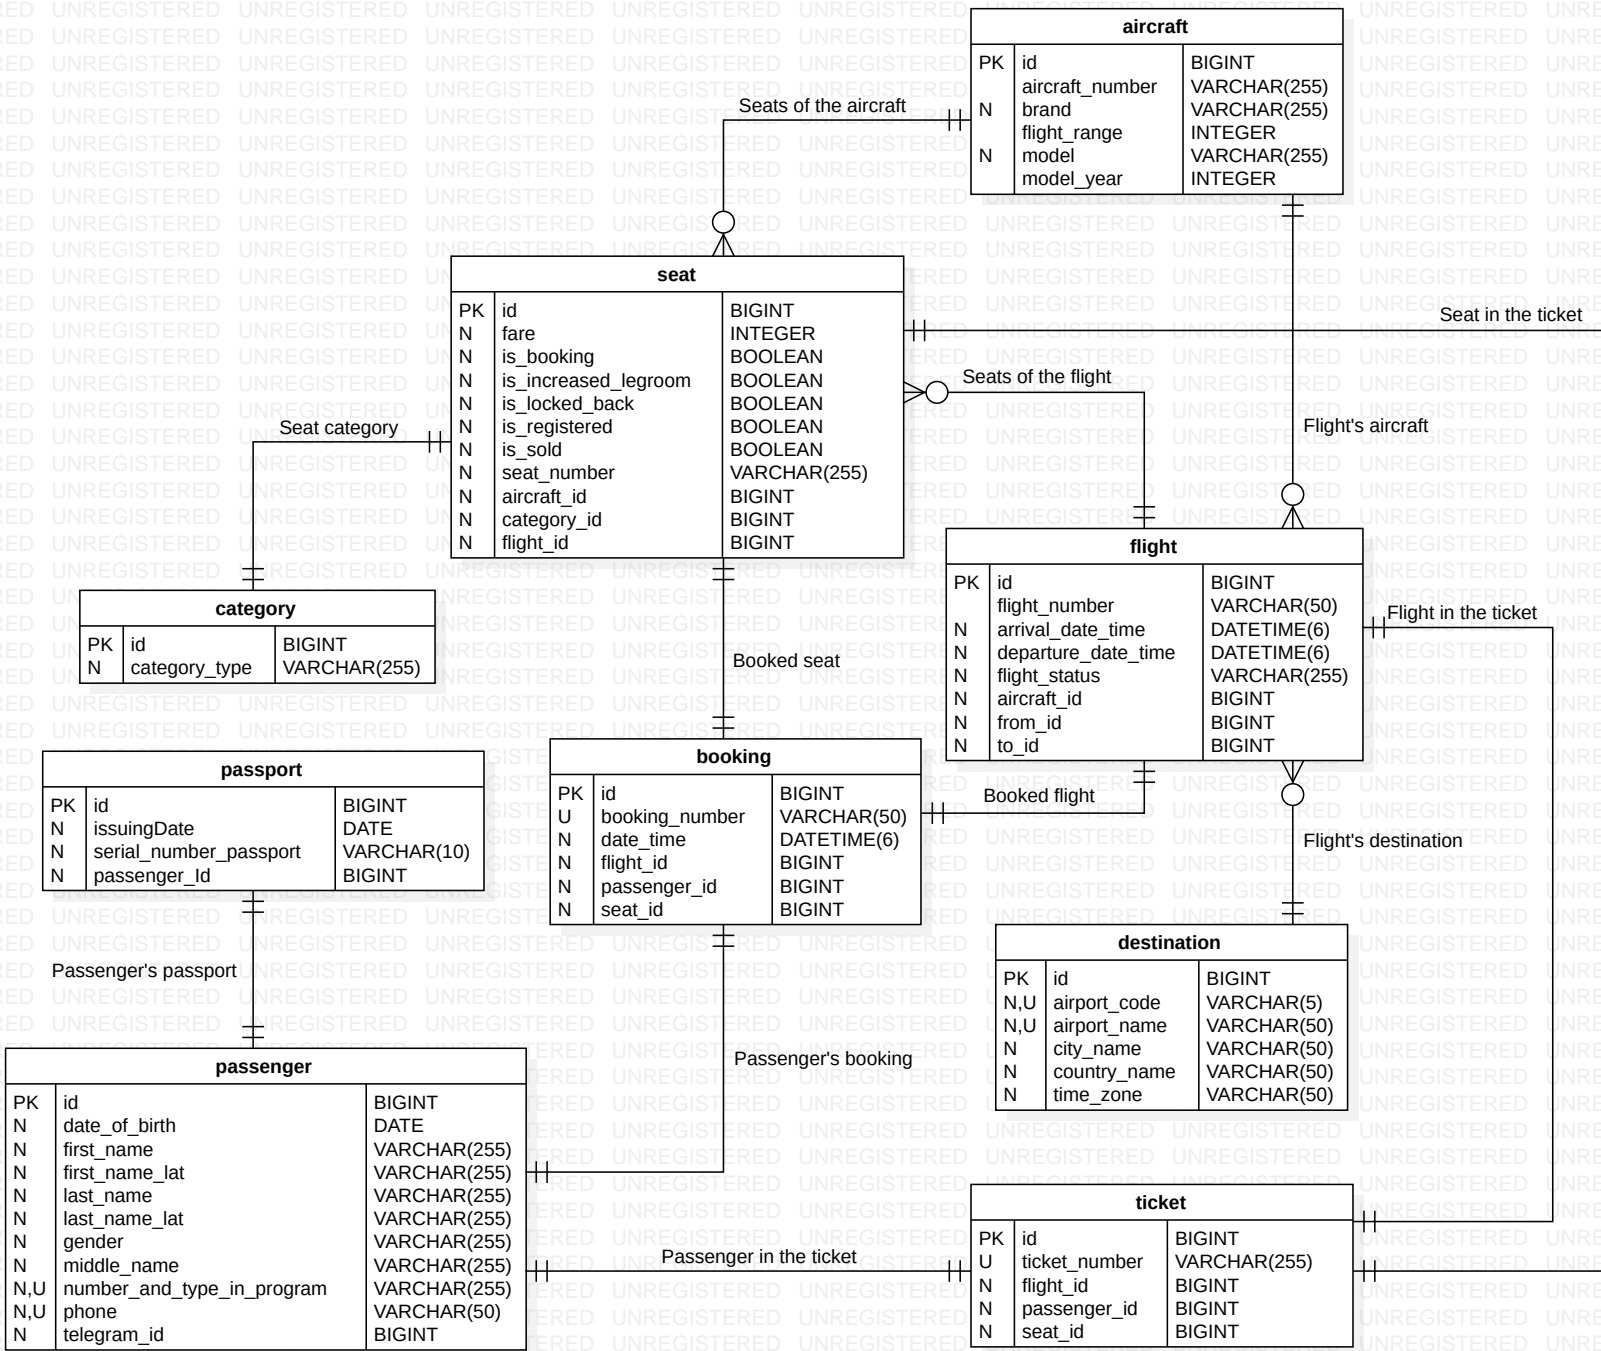 aircraft
PK id BIGINT
aircraft_number VARCHAR(255)
N brand VARCHAR(255)
flight_range INTEGER
N model VARCHAR(255)
model_year INTEGER
Seats of the aircraft
seat
PK id BIGINT
N fare INTEGER
N is_booking BOOLEAN
N is_increased_legroom BOOLEAN
N is_locked_back BOOLEAN
N is_registered BOOLEAN
N is_sold BOOLEAN
N seat_number VARCHAR(255)
N aircraft_id BIGINT
N category_id BIGINT
N flight_id BIGINT
Seat in the ticket
Seats of the flight
Flight's aircraft
Seat category
category
PK id BIGINT
N category_type VARCHAR(255)
flight
PK id BIGINT
flight_number VARCHAR(50)
N arrival_date_time DATETIME(6)
N departure_date_time DATETIME(6)
N flight_status VARCHAR(255)
N aircraft_id BIGINT
N from_id BIGINT
N to_id BIGINT
Flight in the ticket
Booked seat
passport
PK id BIGINT
N issuingDate DATE
N serial_number_passport VARCHAR(10)
N passenger_Id BIGINT
booking
PK id BIGINT
U booking_number VARCHAR(50)
N date_time DATETIME(6)
N flight_id BIGINT
N passenger_id BIGINT
N seat_id BIGINT
Booked flight
Flight's destination
destination
PK id BIGINT
N,U airport_code VARCHAR(5)
N,U airport_name VARCHAR(50)
N city_name VARCHAR(50)
N country_name VARCHAR(50)
N time_zone VARCHAR(50)
Passenger's passport
Passenger's booking
passenger
PK id BIGINT
N date_of_birth DATE
N first_name VARCHAR(255)
N first_name_lat VARCHAR(255)
N last_name VARCHAR(255)
N last_name_lat VARCHAR(255)
N gender VARCHAR(255)
N middle_name VARCHAR(255)
N,U number_and_type_in_program VARCHAR(255)
N,U phone VARCHAR(50)
N telegram_id BIGINT
Passenger in the ticket
ticket
PK id BIGINT
U ticket_number VARCHAR(255)
N flight_id BIGINT
N passenger_id BIGINT
N seat_id BIGINT
UNREGISTERED